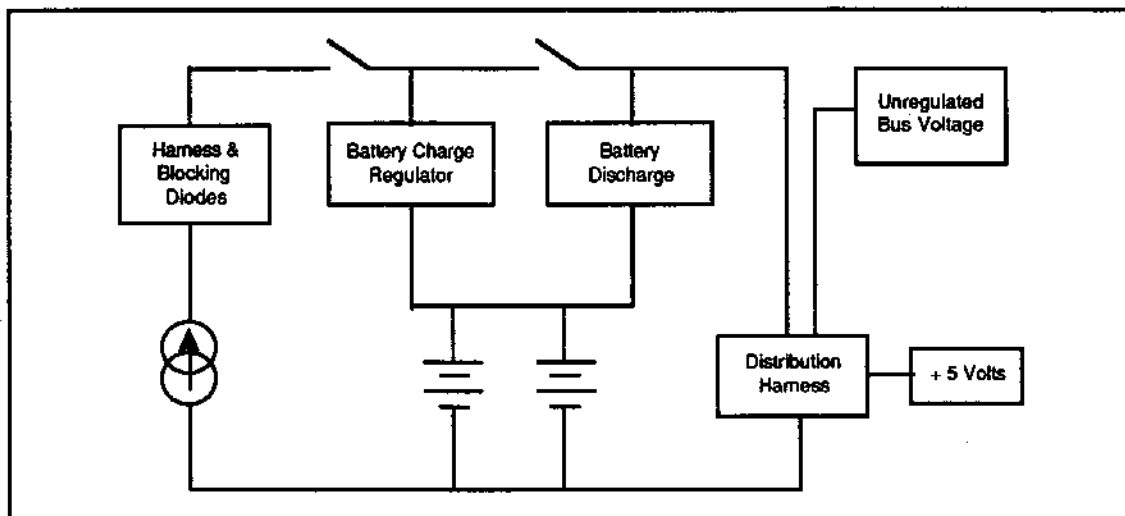 Harness &
Blocking
Diodes
Battery Charge
Regulator
Battery
Discharge
Unregulated
Bus Voltage
Distribution
Harness
+ 5 Volts